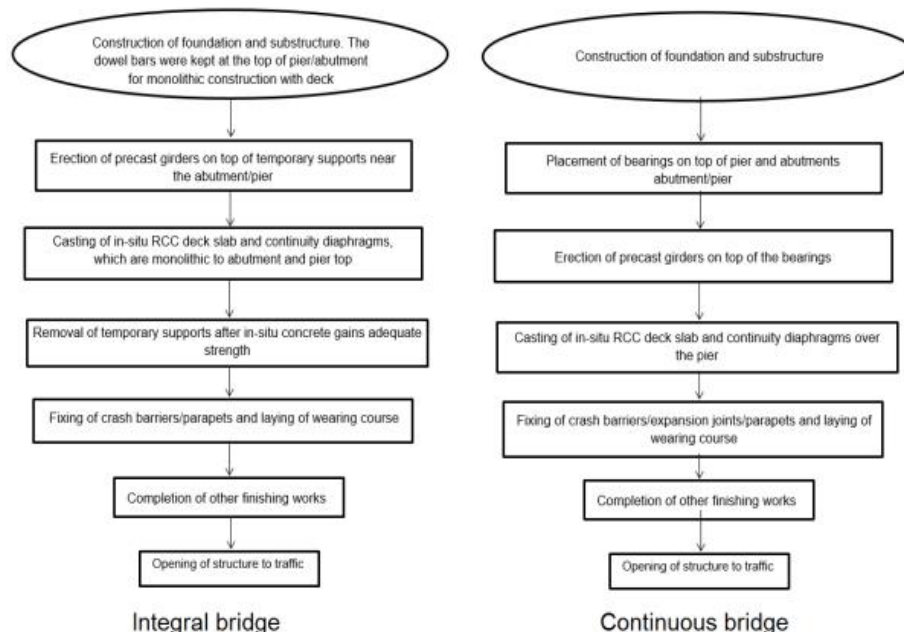 Construction of foundation and substructure. The
dowel bars were kept at the top of pier/abutment
for monolithic construction with deck
Erection of precast girders on top of temporary supports near
the abutment/pier
Casting of in-situ RCC deck slab and continuity diaphragms,
which are monolithic to abutment and pier top
Removal of temporary supports after in-situ concrete gains adequate
strength
Fixing of crash barriers/parapets and laying of wearing course
Completion of other finishing works
Opening of structure to traffic
Integral bridge
Construction of foundation and substructure
Placement of bearings on top of pier and abutments
abutment/pier
Erection of precast girders on top of the bearings
Casting of in-situ RCC deck slab and continuity diaphragms over
the pier
Fixing of crash barriers/expansion joints/parapets and laying of
wearing course
Completion of other finishing works
Opening of structure to traffic
Continuous bridge